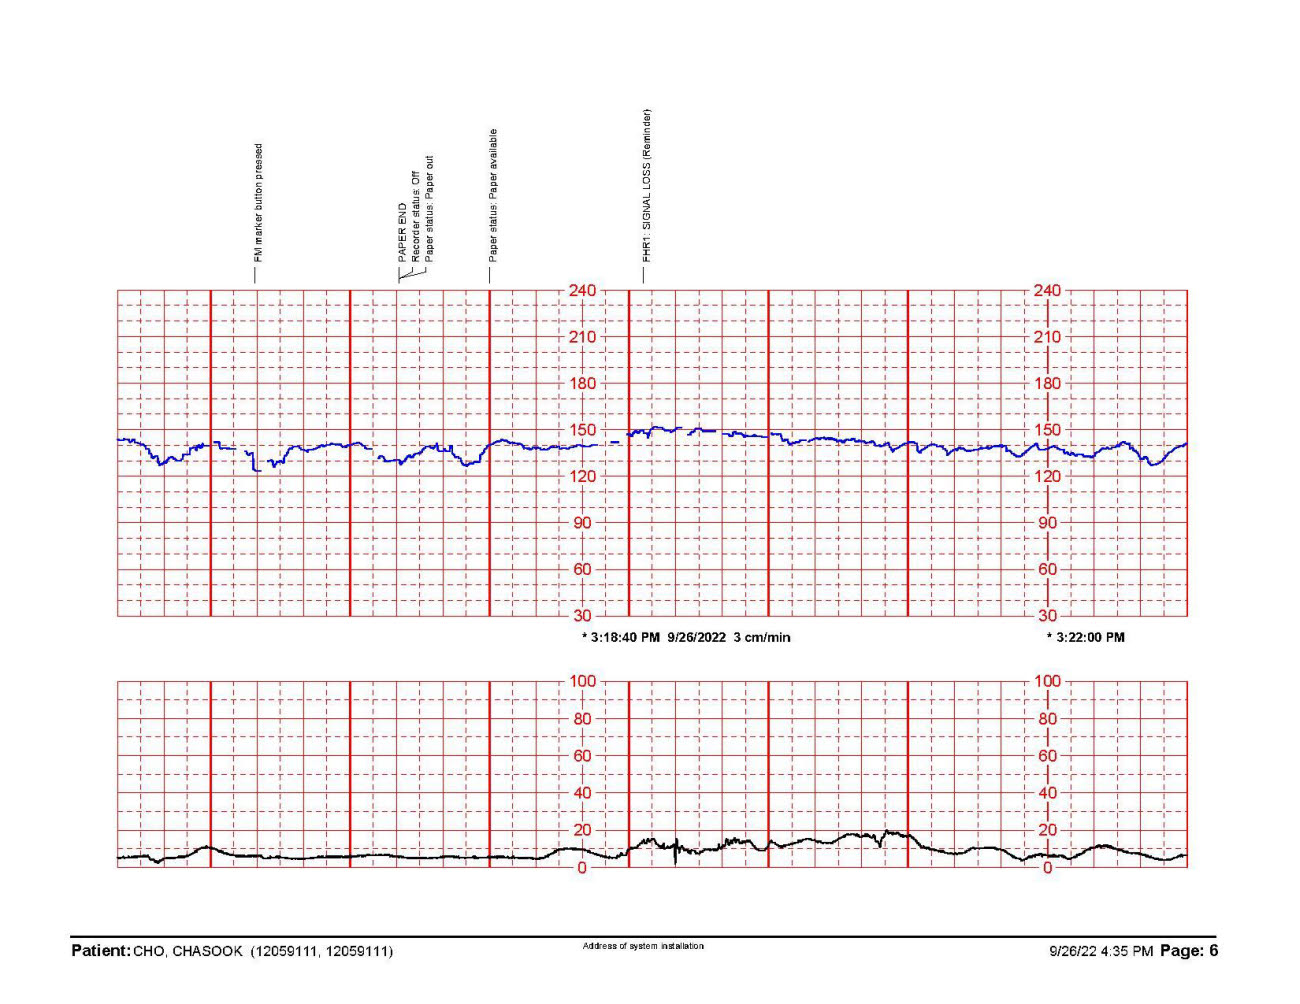 FM marker button pressed
PAPER END
Recorder status: Off
Paper status: Paper out
Paper status: Paper available
FHR1: SIGNAL LOSS (Reminder)
240 240
210 210
180 180
150 150
120 120
90 90
60 60
30 30
* 3:18:40 PM 9/26/2022 3 cm/min * 3:22:00 PM
100 100
80 80
60 60
40 40
20 20
0 0
Patient: CHO, CHASOOK (12059111, 12059111) Address of system installation 9/26/22 4:35 PM Page: 6